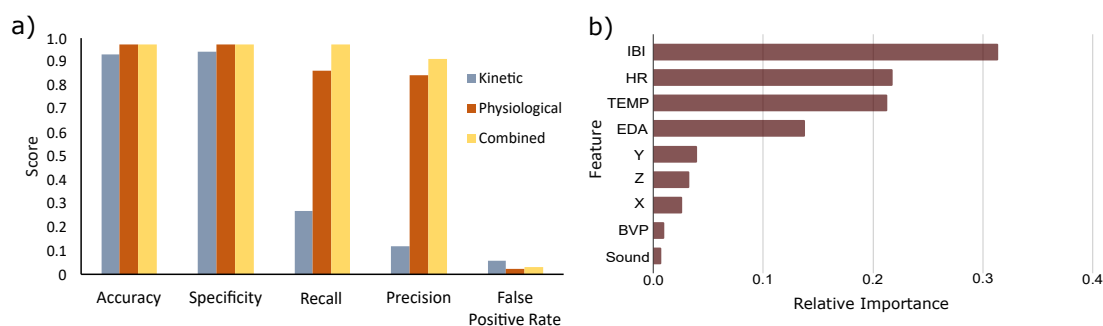 a)
1.0
0.9
0.8
0.7
0.6
0.5
0.4
0.3
0.2
0.1
0
Score
Accuracy
Specificity
Recall
Precision
False
Positive Rate
Kinetic
Physiological
Combined
b)
IBI
HR
TEMP
EDA
Y
Z
X
BVP
Sound
Feature
0.0 0.1 0.2 0.3 0.4
Relative Importance